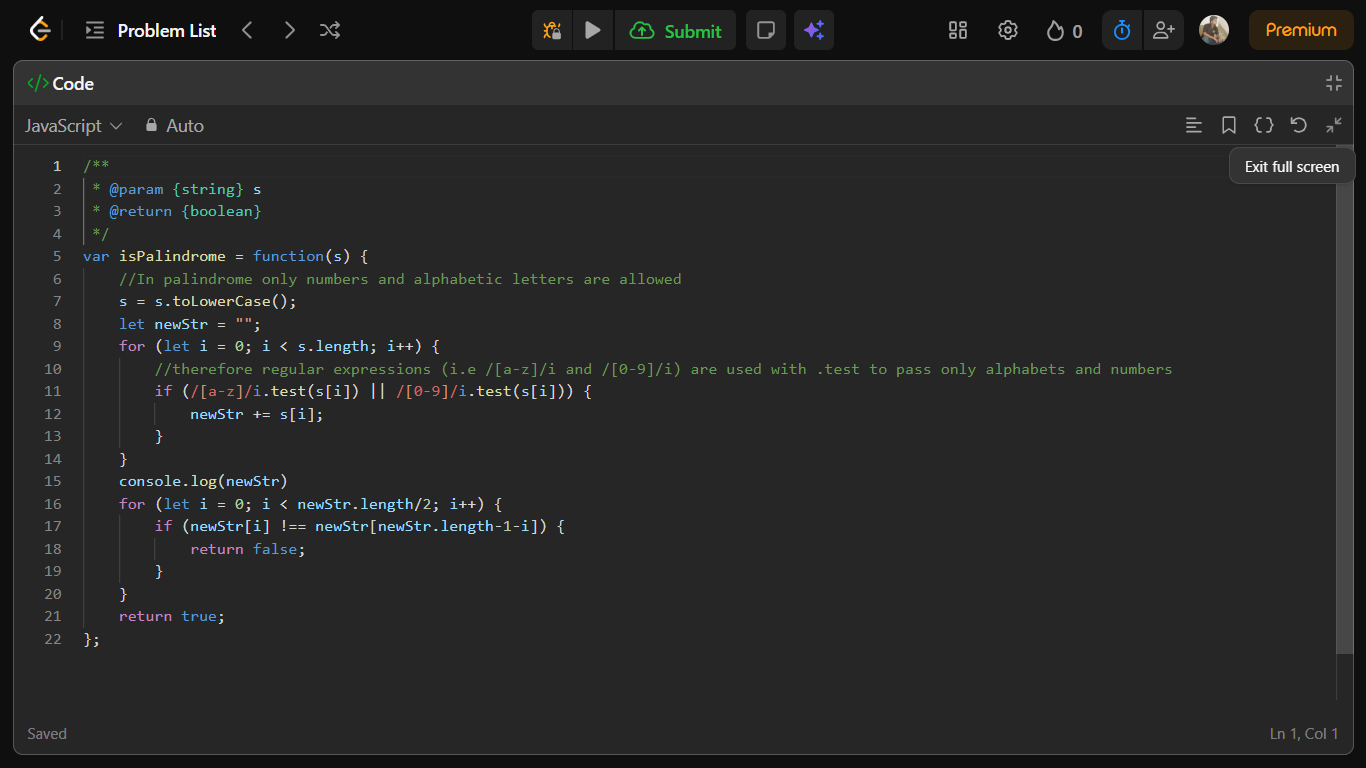 Problem List Submit 0 Premium
</> Code
JavaScript Auto
Exit full screen
1 /**
2  * @param {string} s
3  * @return {boolean}
4  */
5 var isPalindrome = function(s) {
6     //In palindrome only numbers and alphabetic letters are allowed
7     s = s.toLowerCase();
8     let newStr = "";
9     for (let i = 0; i < s.length; i++) {
10         //therefore regular expressions (i.e /[a-z]/i and /[0-9]/i) are used with .test to pass only alphabets and numbers
11         if (/[a-z]/i.test(s[i]) || /[0-9]/i.test(s[i])) {
12             newStr += s[i];
13         }
14     }
15     console.log(newStr)
16     for (let i = 0; i < newStr.length/2; i++) {
17         if (newStr[i] !== newStr[newStr.length-1-i]) {
18             return false;
19         }
20     }
21     return true;
22 };
Saved Ln 1, Col 1